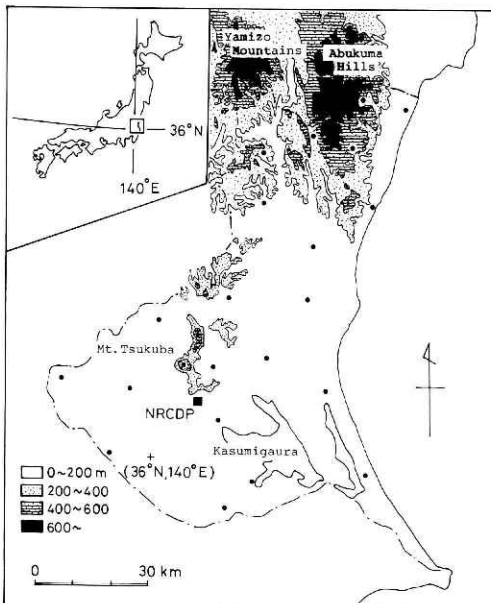 Yamizo
Mountains
Abukuma
Hills
36°N
140°E
Mt. Tsukuba
NRCDP
Kasumigaura
(36°N,140°E)
0~200 m
200~400
400~600
600~
0 30 km